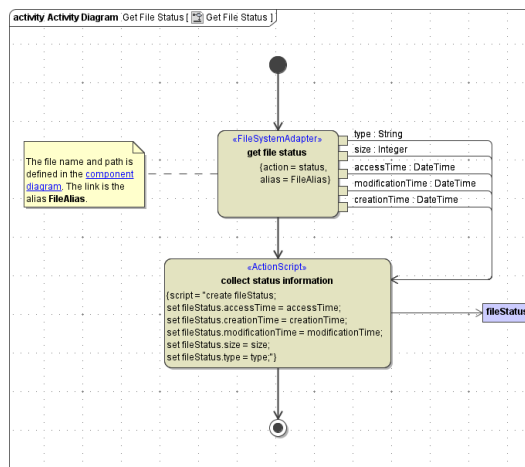 activity Activity Diagram Get File Status [ Get File Status ]
«FileSystemAdapter»
get file status
{action = status,
alias = FileAlias}
type : String
size : Integer
accessTime : DateTime
modificationTime : DateTime
creationTime : DateTime
The file name and path is
defined in the component
diagram. The link is the
alias FileAlias.
«ActionScript»
collect status information
{script = "create fileStatus;
set fileStatus.accessTime = accessTime;
set fileStatus.creationTime = creationTime;
set fileStatus.modificationTime = modificationTime;
set fileStatus.size = size;
set fileStatus.type = type;"}
fileStatus